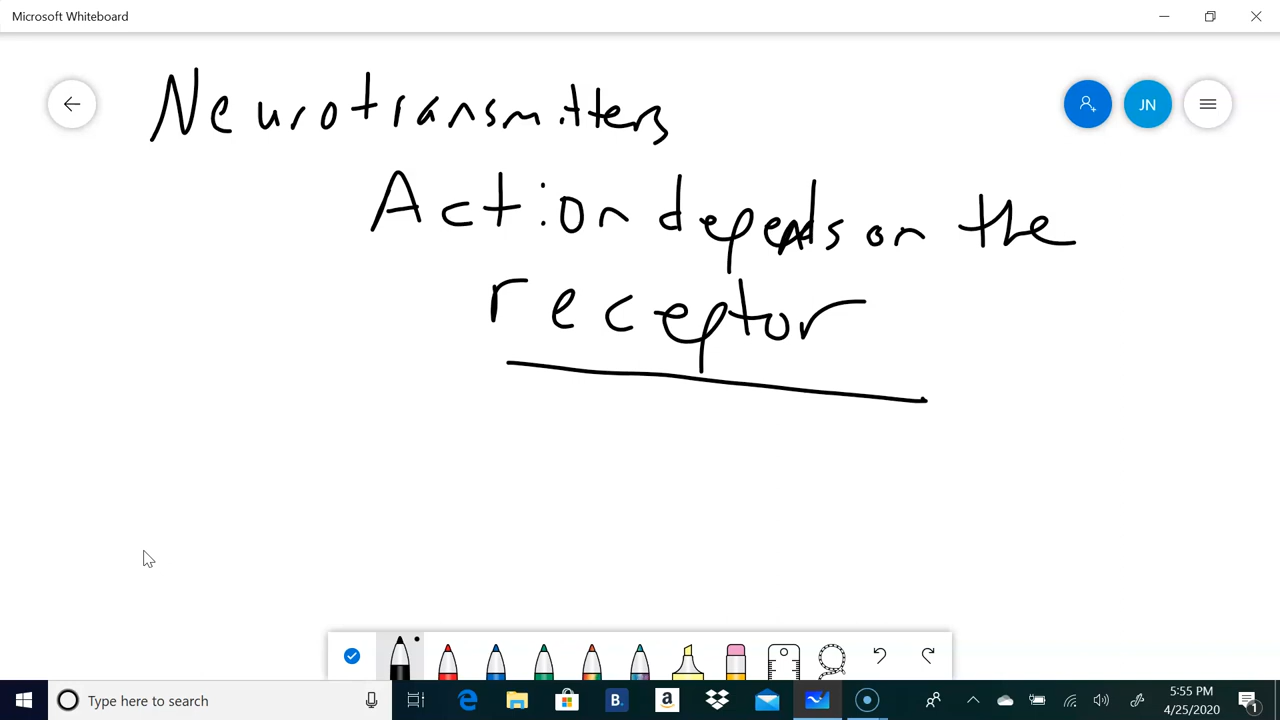 Microsoft Whiteboard
JN
Neurotransmitters
Action depends on the
receptor
Type here to search
B.
a
5:55 PM
4/25/2020
1